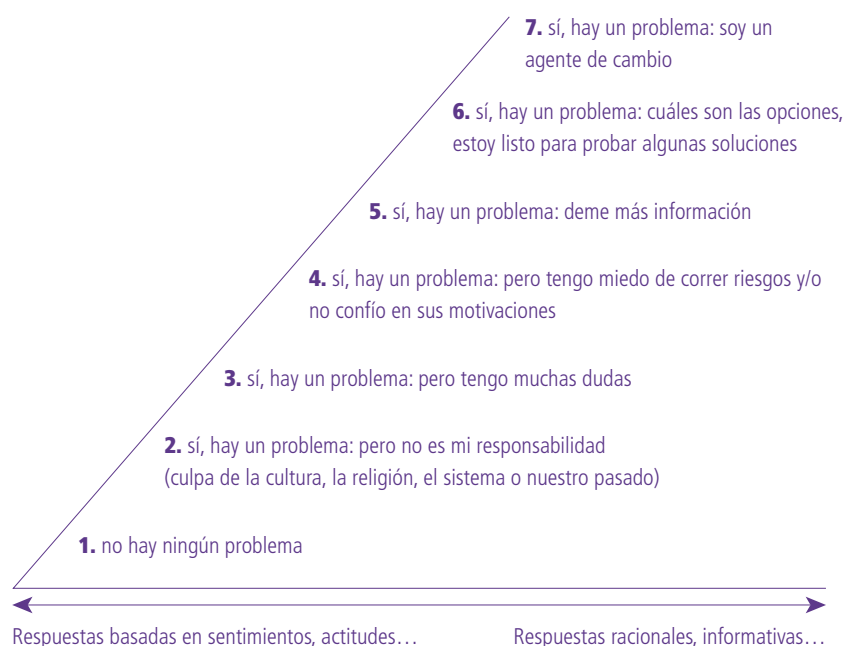 7. sí, hay un problema: soy un
agente de cambio
6. sí, hay un problema: cuáles son las opciones,
estoy listo para probar algunas soluciones
5. sí, hay un problema: deme más información
4. sí, hay un problema: pero tengo miedo de correr riesgos y/o
no confío en sus motivaciones
3. sí, hay un problema: pero tengo muchas dudas
2. sí, hay un problema: pero no es mi responsabilidad
(culpa de la cultura, la religión, el sistema o nuestro pasado)
1. no hay ningún problema
Respuestas basadas en sentimientos, actitudes… Respuestas racionales, informativas…